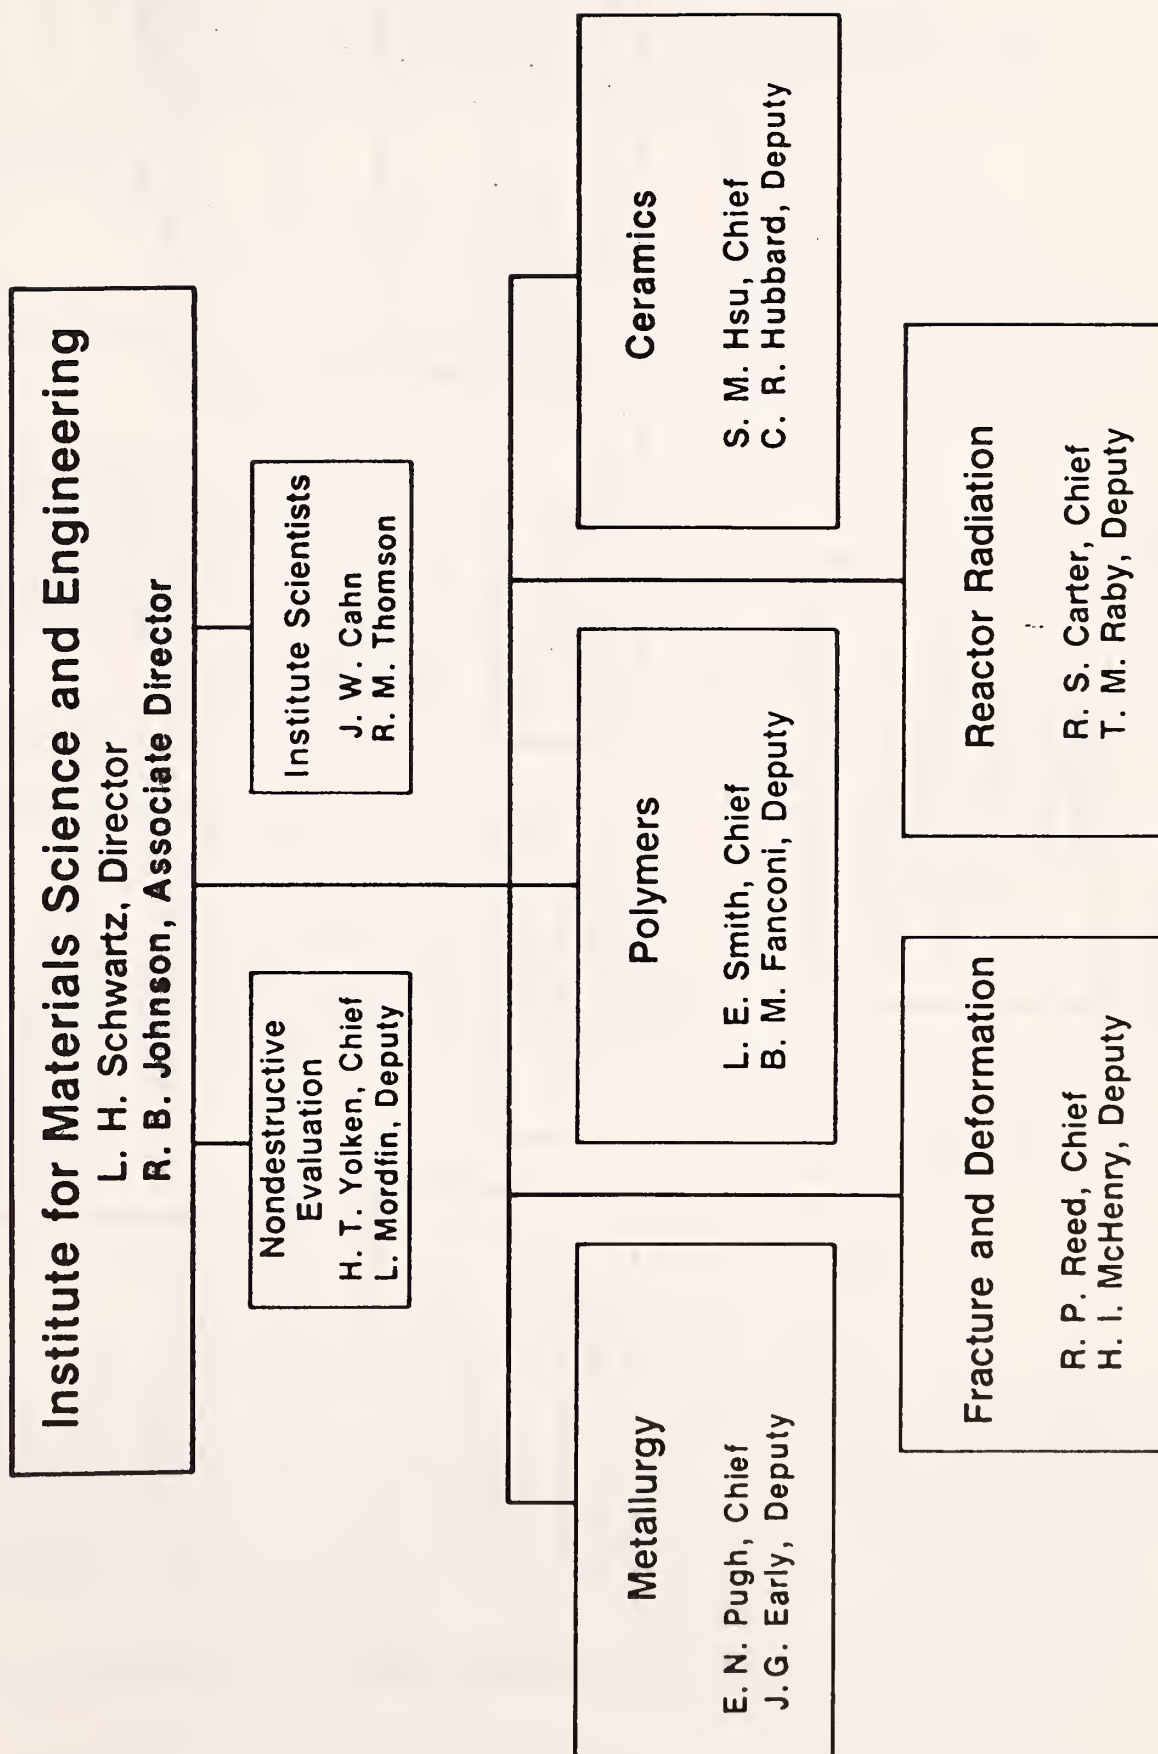 Institute for Materials Science and Engineering
L. H. Schwartz, Director
R. B. Johnson, Associate Director
Nondestructive
Evaluation
H. T. Yolken, Chief
L. Mordfin, Deputy
Institute Scientists
J. W. Cahn
R. M. Thomson
Metallurgy
E. N. Pugh, Chief
J. G. Early, Deputy
Polymers
L. E. Smith, Chief
B. M. Fanconi, Deputy
Ceramics
S. M. Hsu, Chief
C. R. Hubbard, Deputy
Fracture and Deformation
R. P. Reed, Chief
H. I. McHenry, Deputy
Reactor Radiation
R. S. Carter, Chief
T. M. Raby, Deputy